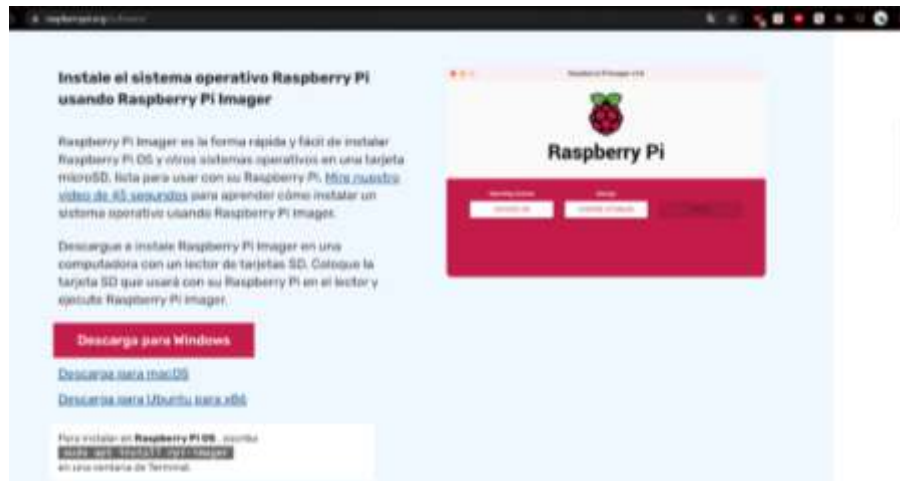 Instale el sistema operativo Raspberry Pi
usando Raspberry Pi Imager
Raspberry Pi Imager es la forma rápida y fácil de instalar
Raspberry Pi OS y otros sistemas operativos en una tarjeta
microSD, lista para usar con su Raspberry Pi. Mire nuestro
video de 45 segundos para aprender cómo instalar un
sistema operativo usando Raspberry Pi Imager.
Descargue e instale Raspberry Pi Imager en una
computadora con un lector de tarjetas SD. Coloque la
tarjeta SD que usará con su Raspberry Pi en el lector y
ejecute Raspberry Pi Imager.
Descarga para Windows
Descarga para macOS
Descarga para Ubuntu para x86
Para instalar en Raspberry Pi OS, escriba
sudo apt install rpi-imager
en una ventana de Terminal.
Raspberry Pi